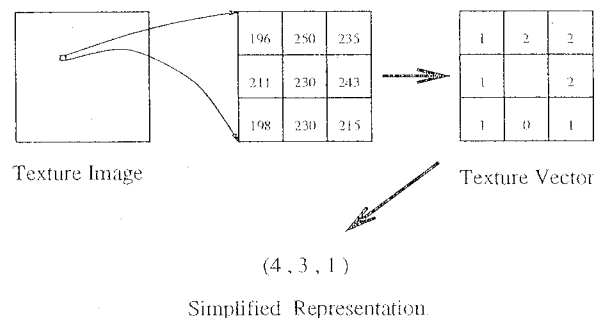 196 250 235
211 230 243
198 230 215
1 2 2
1 2
1 0 1
Texture Image
Texture Vector
(4 , 3 , 1)
Simplified Representation